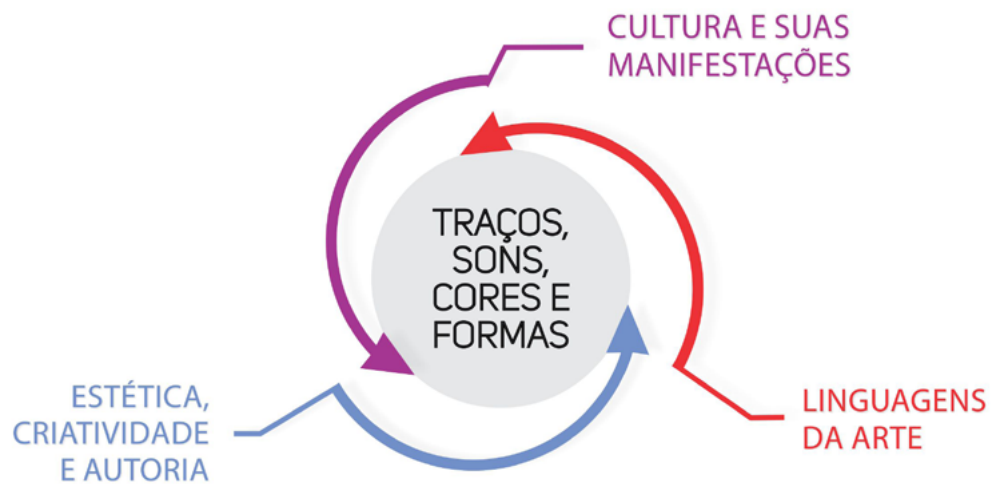 CULTURA E SUAS
MANIFESTAÇÕES
TRAÇOS,
SONS,
CORES E
FORMAS
ESTÉTICA,
CRIATIVIDADE
E AUTORIA
LINGUAGENS
DA ARTE